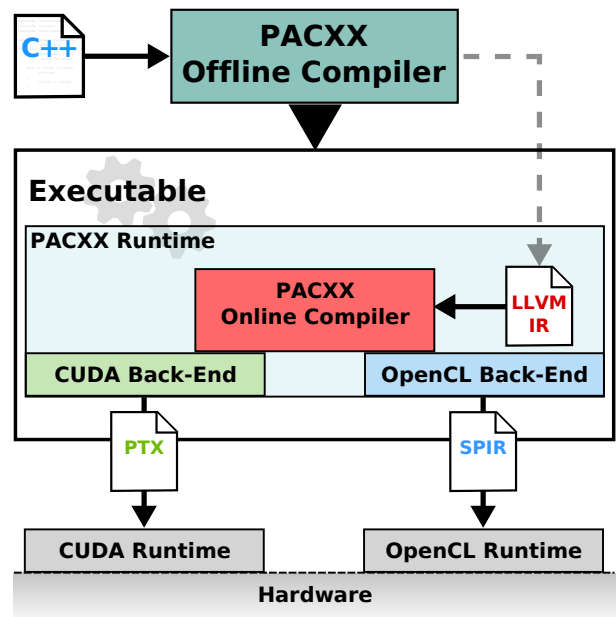 C++
PACXX
Offline Compiler
Executable
PACXX Runtime
PACXX
Online Compiler
LLVM
IR
CUDA Back-End
OpenCL Back-End
PTX
SPIR
CUDA Runtime
OpenCL Runtime
Hardware